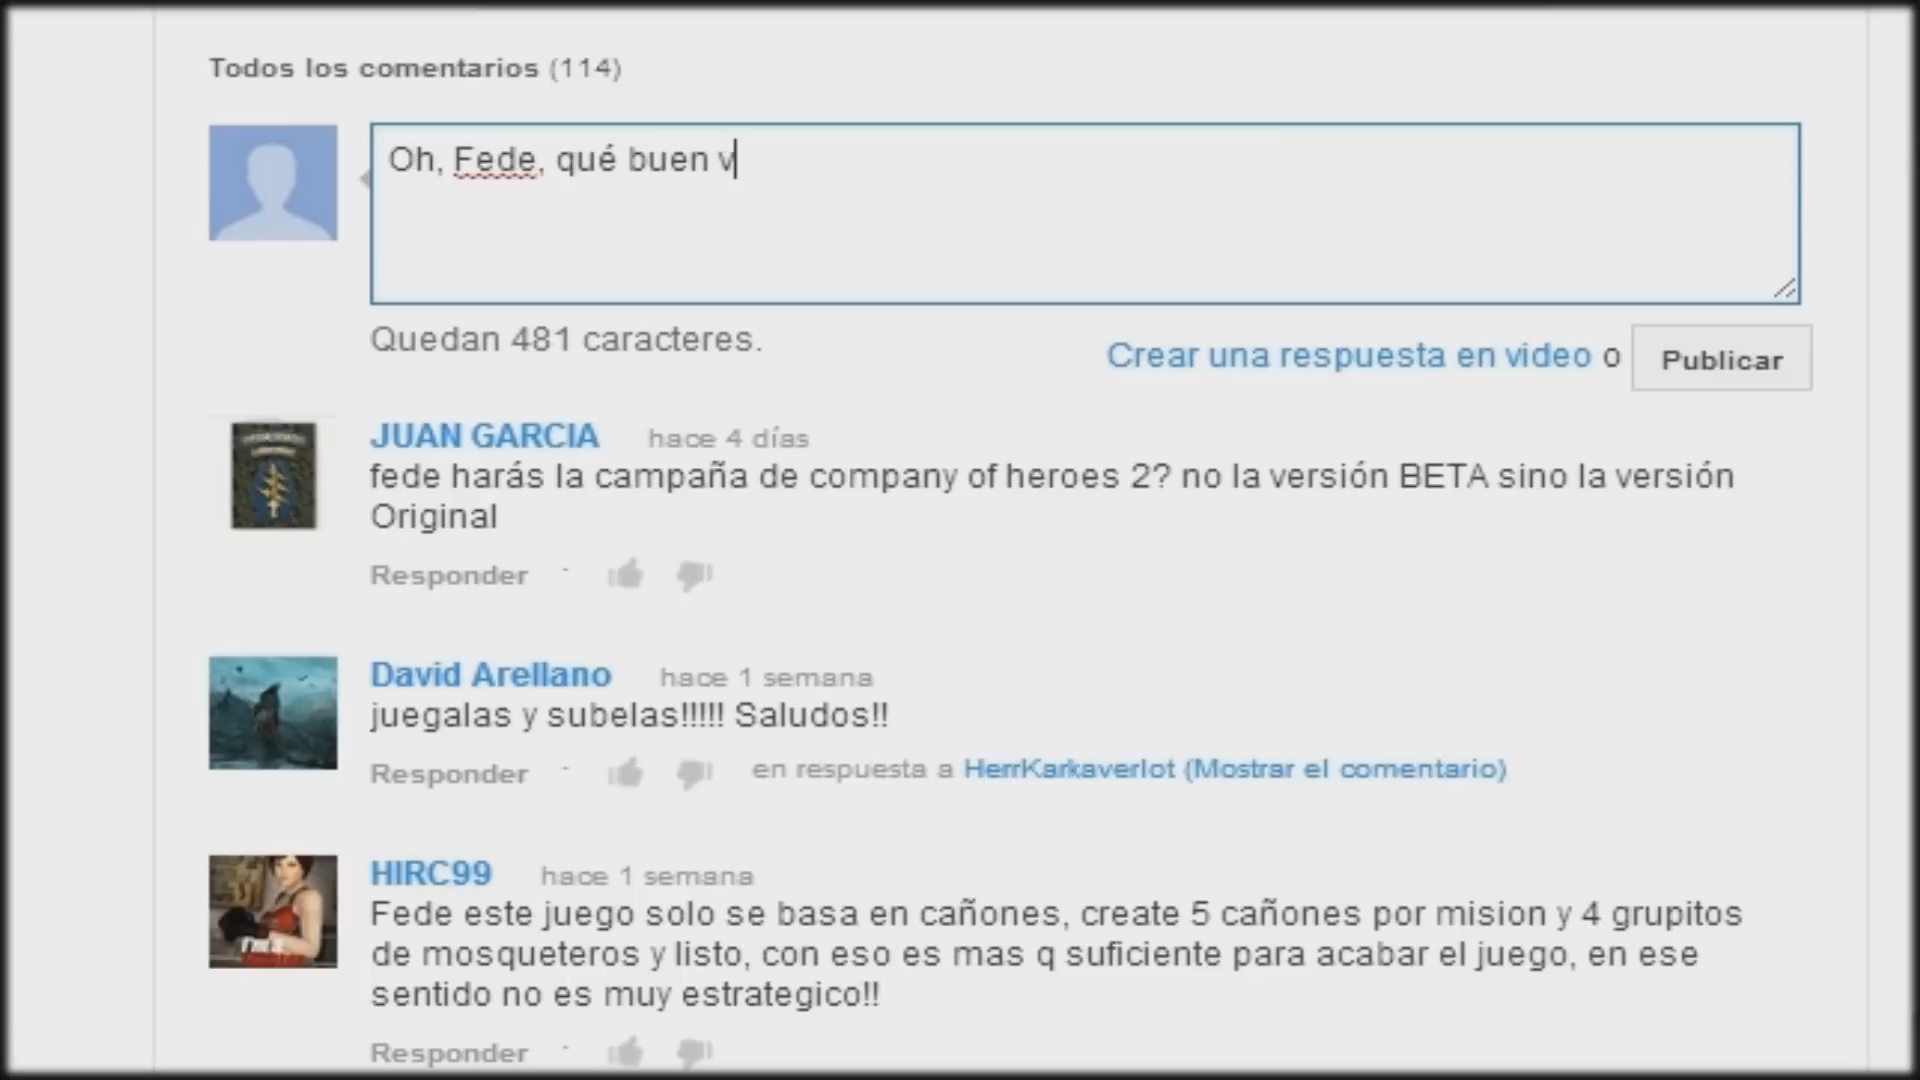 Todos los comentarios (114)
Oh, Fede, qué buen v
Quedan 481 caracteres.
Crear una respuesta en video o Publicar
JUAN GARCIA hace 4 días
fede harás la campaña de company of heroes 2? no la versión BETA sino la versión
Original
Responder
David Arellano hace 1 semana
juegalas y subelas!!!!! Saludos!!
Responder en respuesta a HerrKarkaverlot (Mostrar el comentario)
HIRC99 hace 1 semana
Fede este juego solo se basa en cañones, create 5 cañones por mision y 4 grupitos
de mosqueteros y listo, con eso es mas q suficiente para acabar el juego, en ese
sentido no es muy estrategico!!
Responder